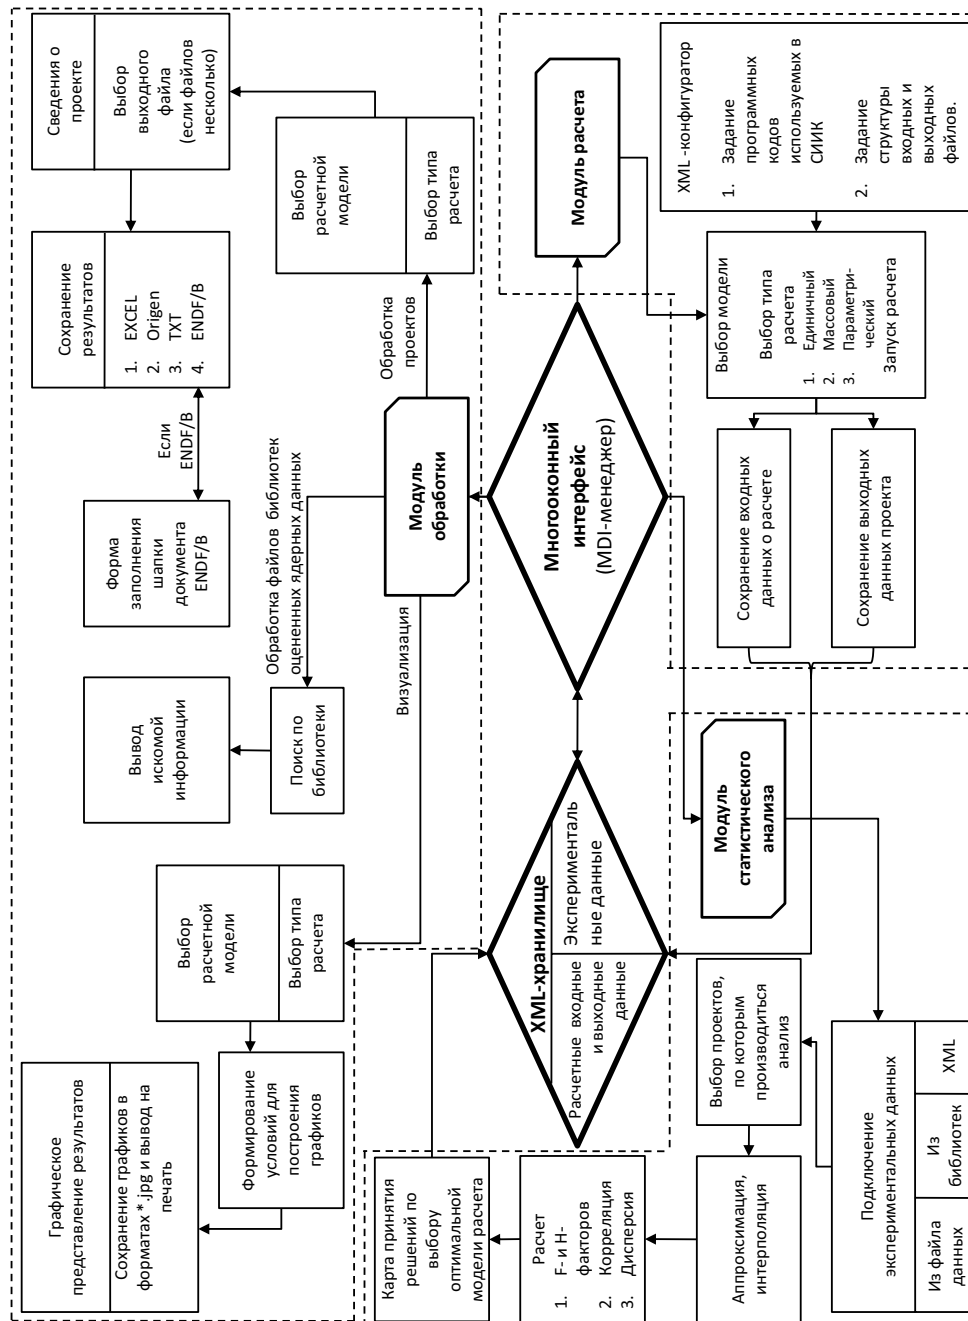 Графическое
представление результатов
Сохранение графиков в
форматах *.jpg и вывод на
печать
Формирование
условий для
построения
графиков
Выбор
расчетной
модели
Выбор типа
расчета
Вывод
искомой
информации
Поиск по
библиотеки
Форма
заполнения
шапки
документа
ENDF/B
Если
ENDF/B
Сохранение
результатов
1. EXCEL
2. Origen
3. TXT
4. ENDF/B
Сведения о
проекте
Выбор
выходного
файла
(если файлов
несколько)
Выбор
расчетной
модели
Выбор типа
расчета
Обработка файлов библиотек
оцененных ядерных данных
Визуализация
Обработка
проектов
Модуль
обработки
Карта принятия
решений по
выбору
оптимальной
модели расчета
Расчет
1. F- и H-
факторов
2. Корреляция
3. Дисперсия
Аппроксимация,
интерполяция
Выбор проектов,
по которым
производиться
анализ
Подключение
экспериментальных данных
Из файла
данных
Из
библиотек
XML
XML-хранилище
Расчетные входные
и выходные
данные
Эксперименталь
ные данные
Модуль
статистического
анализа
Многооконный
интерфейс
(MDI-менеджер)
Модуль расчета
Сохранение входных
данных о расчете
Сохранение выходных
данных проекта
Выбор модели
Выбор типа
расчета
1. Единичный
2. Массовый
3. Параметри-
ческий
Запуск расчета
XML -конфигуратор
1. Задание
программных
кодов
используемых в
СИИК
2. Задание
структуры
входных и
выходных
файлов.